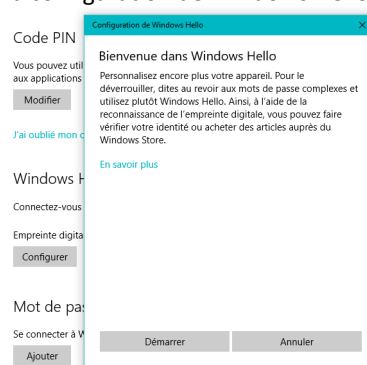 Code PIN
Vous pouvez
aux applications
Modifier
J'ai oublié mon
Windows
Connectez-vous
Empreinte
Configurer
Mot de
Se connecter à
Ajouter
Configuration de Windows Hello
Bienvenue dans Windows Hello
Personnalisez encore plus votre appareil. Pour le
déverrouiller, dites au revoir aux mots de passe complexes et
utilisez plutôt Windows Hello. Ainsi, à l'aide de la
reconnaissance de l'empreinte digitale, vous pouvez faire
vérifier votre identité ou acheter des articles auprès du
Windows Store.
En savoir plus
Démarrer
Annuler